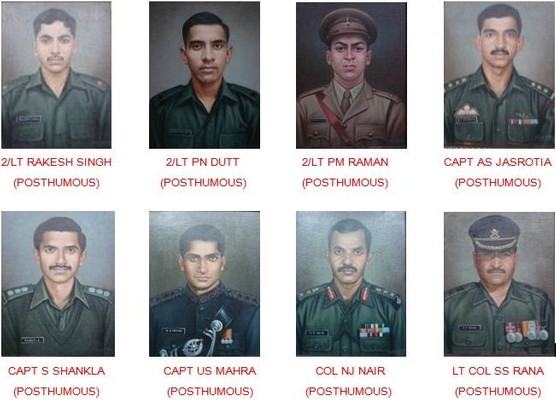 2/LT RAKESH SINGH
(POSTHUMOUS)
2/LT PN DUTT
(POSTHUMOUS)
2/LT PM RAMAN
(POSTHUMOUS)
CAPT AS JASROTIA
(POSTHUMOUS)
CAPT S SHANKLA
(POSTHUMOUS)
CAPT US MAHRA
(POSTHUMOUS)
COL NJ NAIR
(POSTHUMOUS)
LT COL SS RANA
(POSTHUMOUS)